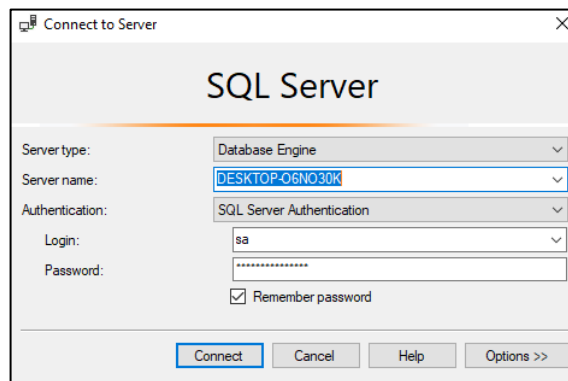 Connect to Server
SQL Server
Server type: Database Engine
Server name: DESKTOP-O6NO30K
Authentication: SQL Server Authentication
Login: sa
Password: ***************
Remember password
Connect Cancel Help Options >>